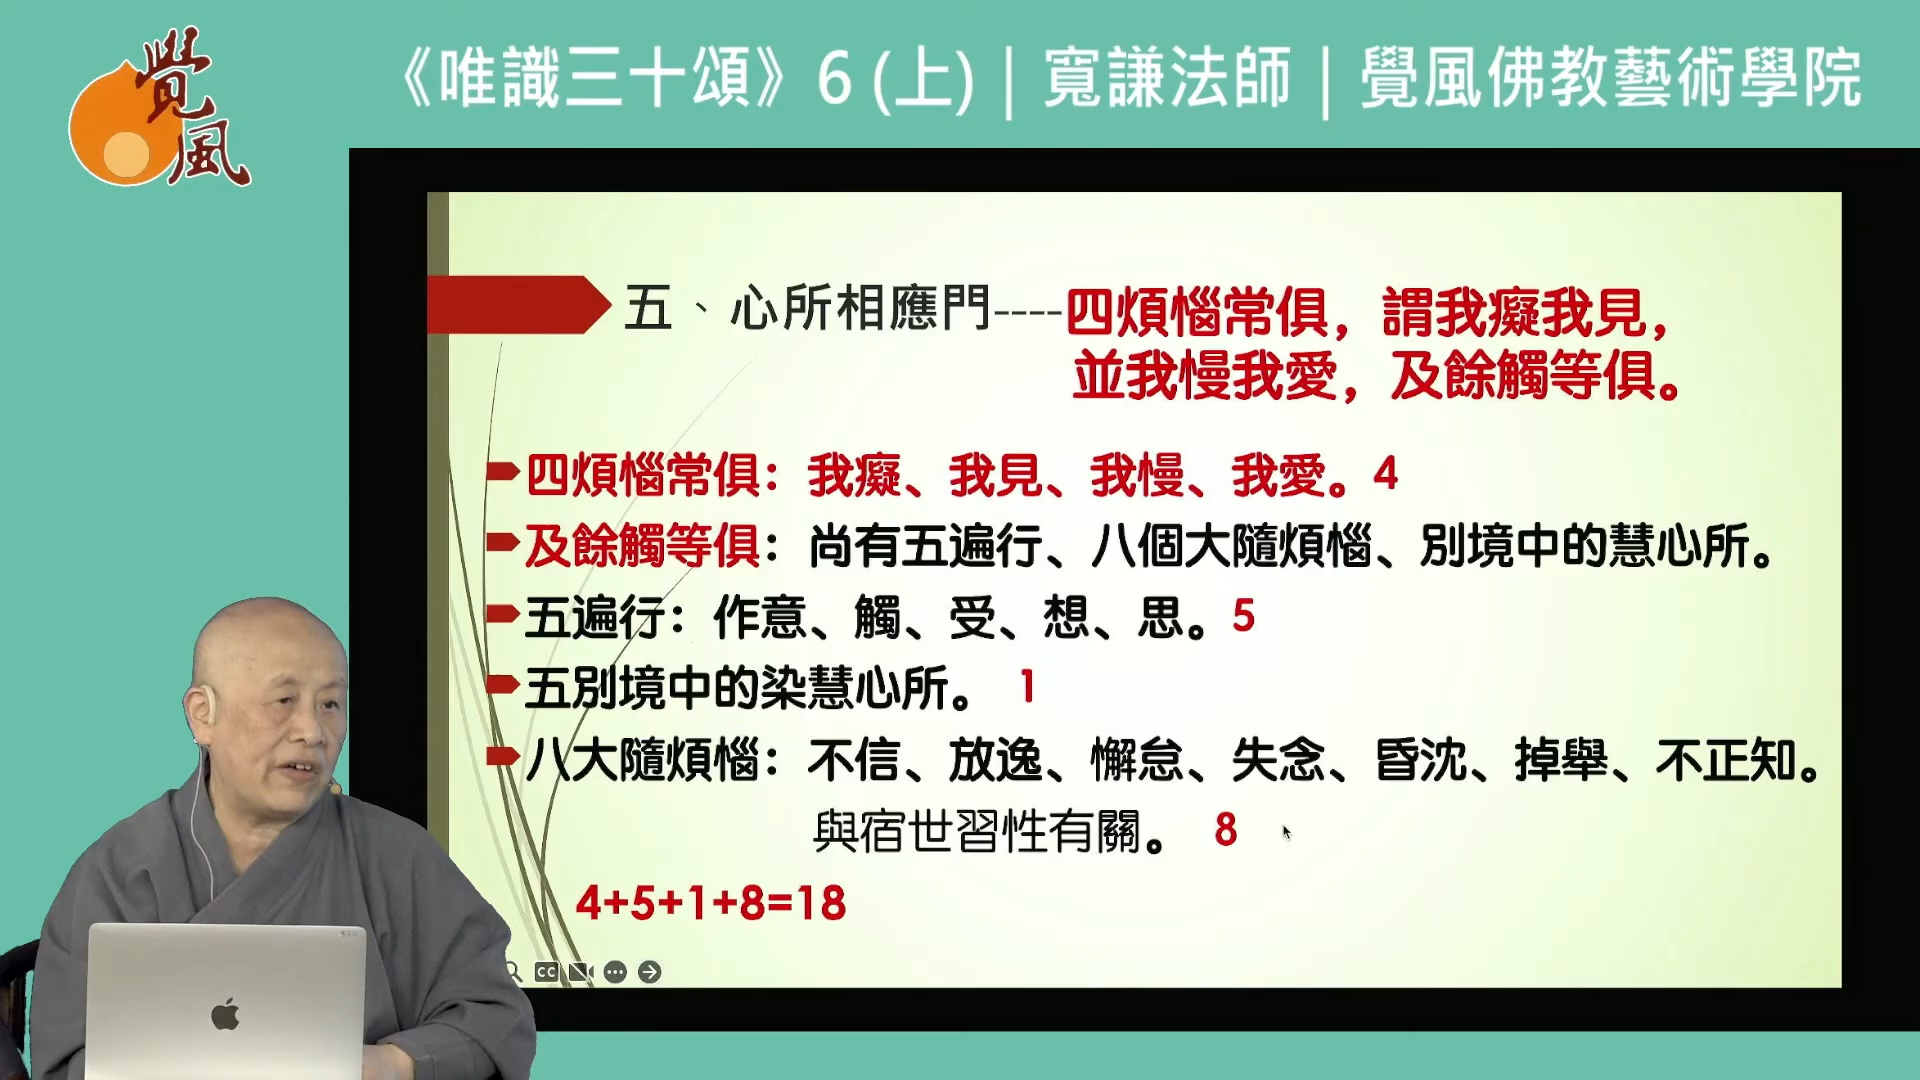 覺風
《唯識三十頌》6 (上)｜寬謙法師｜覺風佛教藝術學院
五、心所相應門----四煩惱常俱，謂我癡我見，
並我慢我愛，及餘觸等俱。
四煩惱常俱：我癡、我見、我慢、我愛。4
及餘觸等俱：尚有五遍行、八個大隨煩惱、別境中的慧心所。
五遍行：作意、觸、受、想、思。5
五別境中的染慧心所。 1
八大隨煩惱：不信、放逸、懈怠、失念、昏沈、掉舉、不正知。
與宿世習性有關。 8
4+5+1+8=18
CC